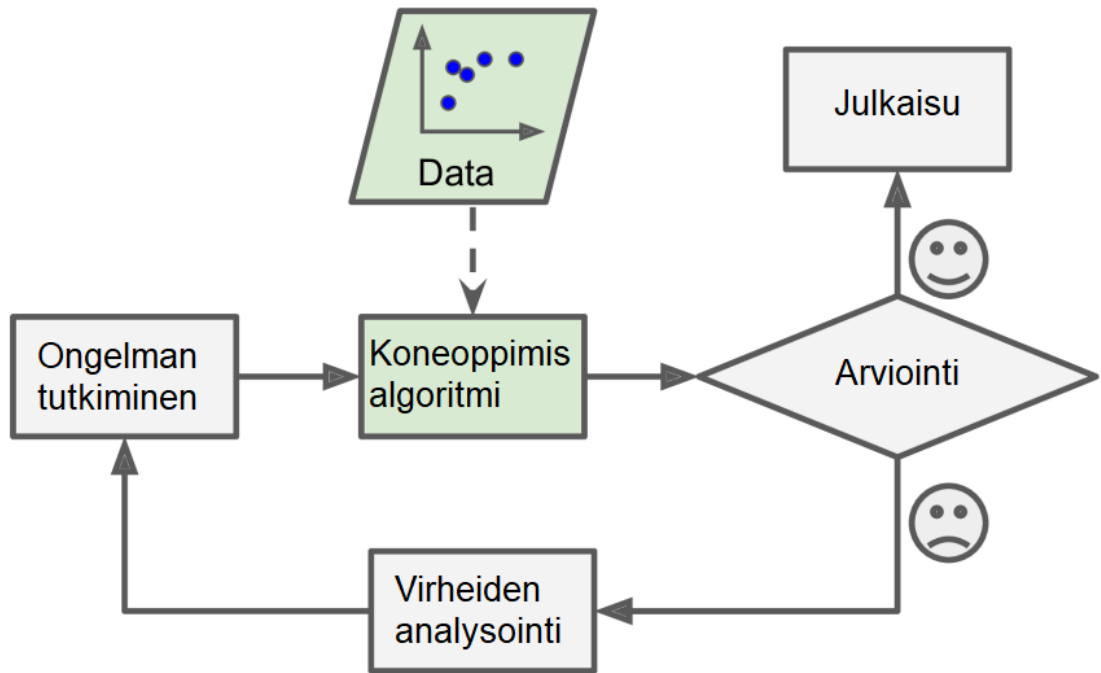 Data
Julkaisu
Ongelman
tutkiminen
Koneoppimis
algoritmi
Arviointi
Virheiden
analysointi